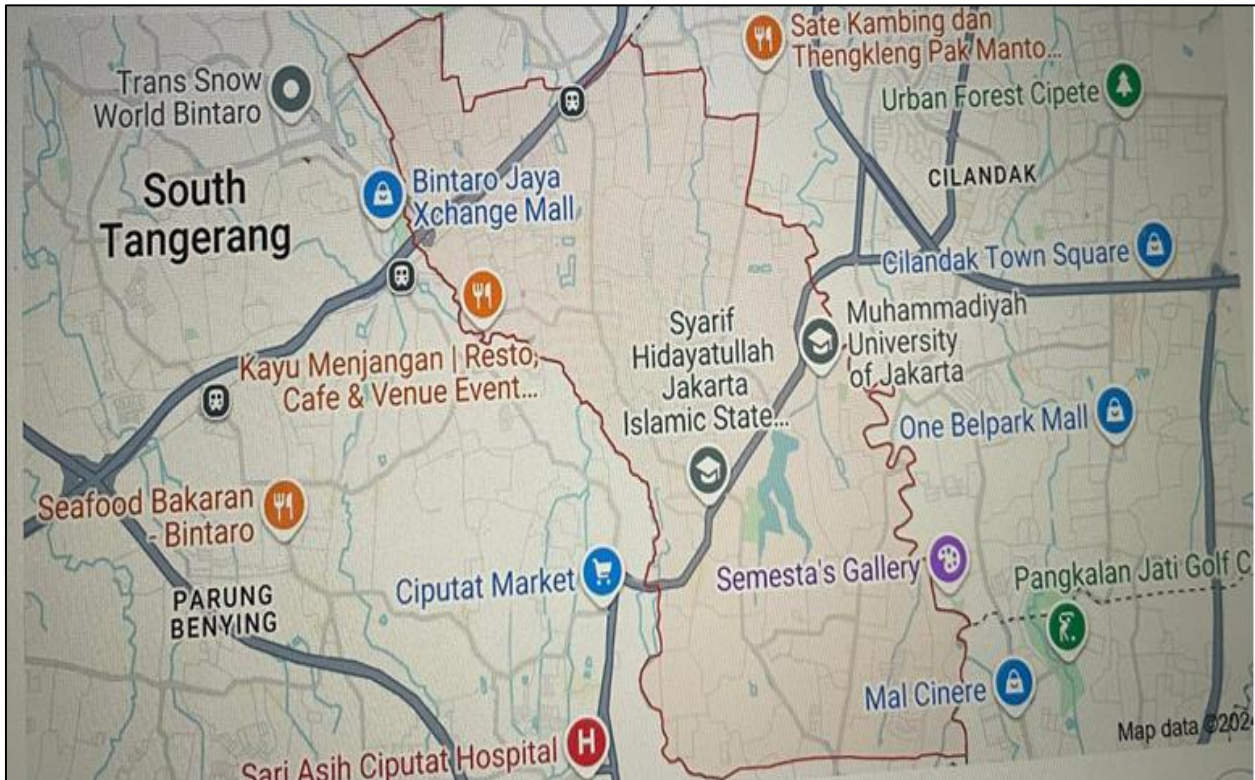 Sate Kambing dan
Thengkleng Pak Manto...
Trans Snow
World Bintaro
Urban Forest Cipete
South
Tangerang
Bintaro Jaya
Xchange Mall
CILANDAK
Cilandak Town Square
Muhammadiyah
University
of Jakarta
Syarif
Hidayatullah
Jakarta
Islamic State...
Kayu Menjangan | Resto,
Cafe & Venue Event...
One Belpark Mall
Seafood Bakaran
- Bintaro
Ciputat Market
Semesta's Gallery
Pangkalan Jati Golf C
PARUNG
BENYING
Mal Cinere
Map data ©202
Sari Asih Ciputat Hospital
H